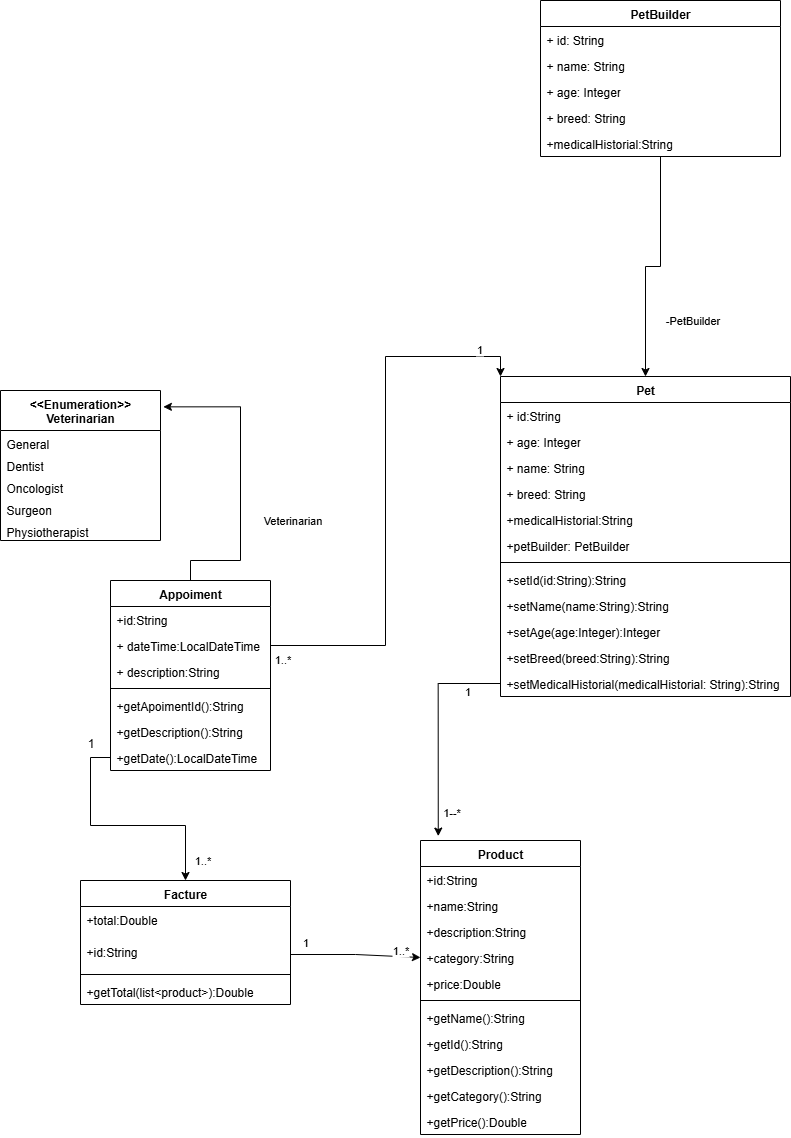 PetBuilder
+ id: String
+ name: String
+ age: Integer
+ breed: String
+medicalHistorial:String
-PetBuilder
1
Pet
+ id:String
+ age: Integer
+ name: String
+ breed: String
+medicalHistorial:String
+petBuilder: PetBuilder
+setId(id:String):String
+setName(name:String):String
+setAge(age:Integer):Integer
+setBreed(breed:String):String
+setMedicalHistorial(medicalHistorial: String):String
<<Enumeration>>
Veterinarian
General
Dentist
Oncologist
Surgeon
Physiotherapist
Veterinarian
Appoiment
+id:String
+ dateTime:LocalDateTime
+ description:String
+getApoimentId():String
+getDescription():String
+getDate():LocalDateTime
1..*
1
1
1..*
1--*
Facture
+total:Double
+id:String
+getTotal(list<product>):Double
1
1..*
Product
+id:String
+name:String
+description:String
+category:String
+price:Double
+getName():String
+getId():String
+getDescription():String
+getCategory():String
+getPrice():Double